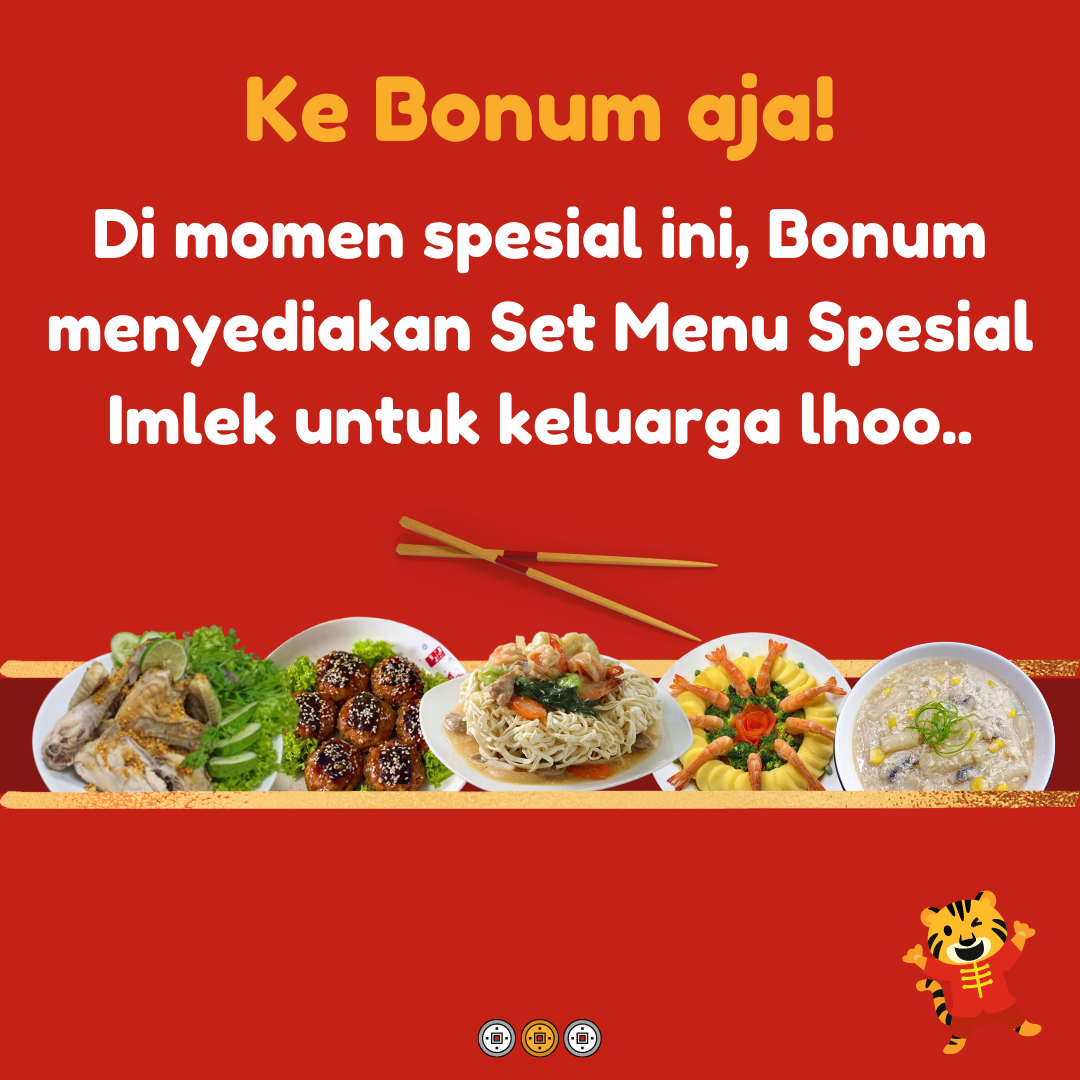 Ke Bonum aja!
Di momen spesial ini, Bonum
menyediakan Set Menu Spesial
Imlek untuk keluarga lhoo..